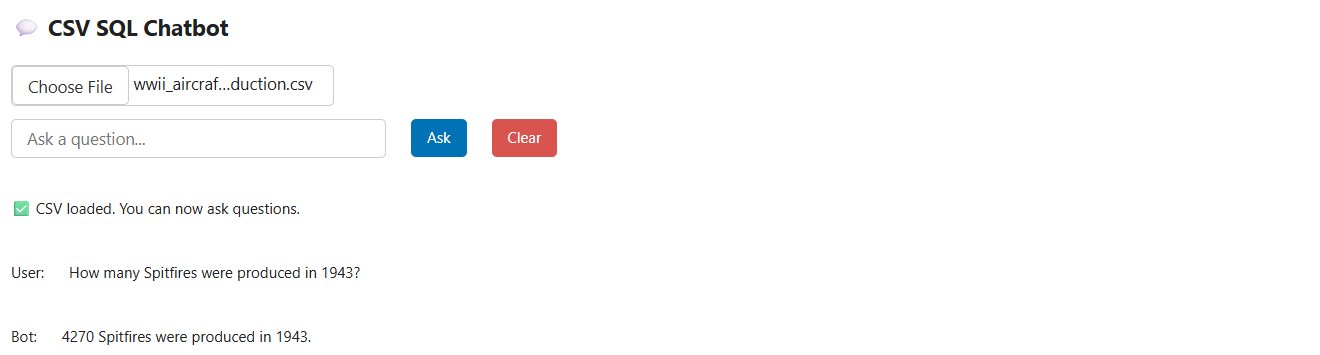 CSV SQL Chatbot
Choose File wwii_aircraf...duction.csv
Ask a question... Ask Clear
CSV loaded. You can now ask questions.
User: How many Spitfires were produced in 1943?
Bot: 4270 Spitfires were produced in 1943.